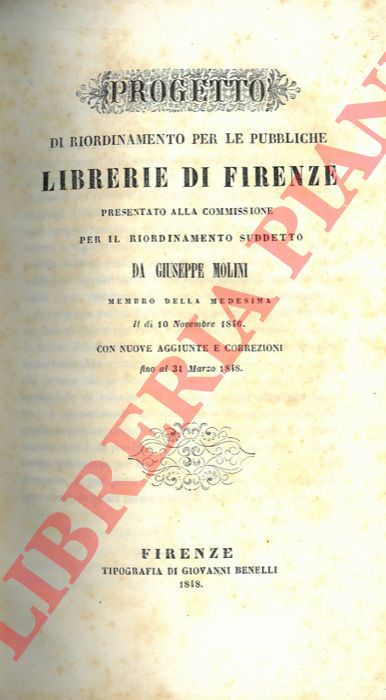 PROGETTO
DI RIORDINAMENTO PER LE PUBBLICHE
LIBRERIE DI FIRENZE
PRESENTATO ALLA COMMISSIONE
PER IL RIORDINAMENTO SUDDETTO
DA GIUSEPPE MOLINI
MEMBRO DELLA MEDESIMA
Il dì 10 Novembre 1846.
CON NUOVE AGGIUNTE E CORREZIONI
fino al 31 Marzo 1848.
FIRENZE
TIPOGRAFIA DI GIOVANNI BENELLI
1848.
LIBRERIA PIANI